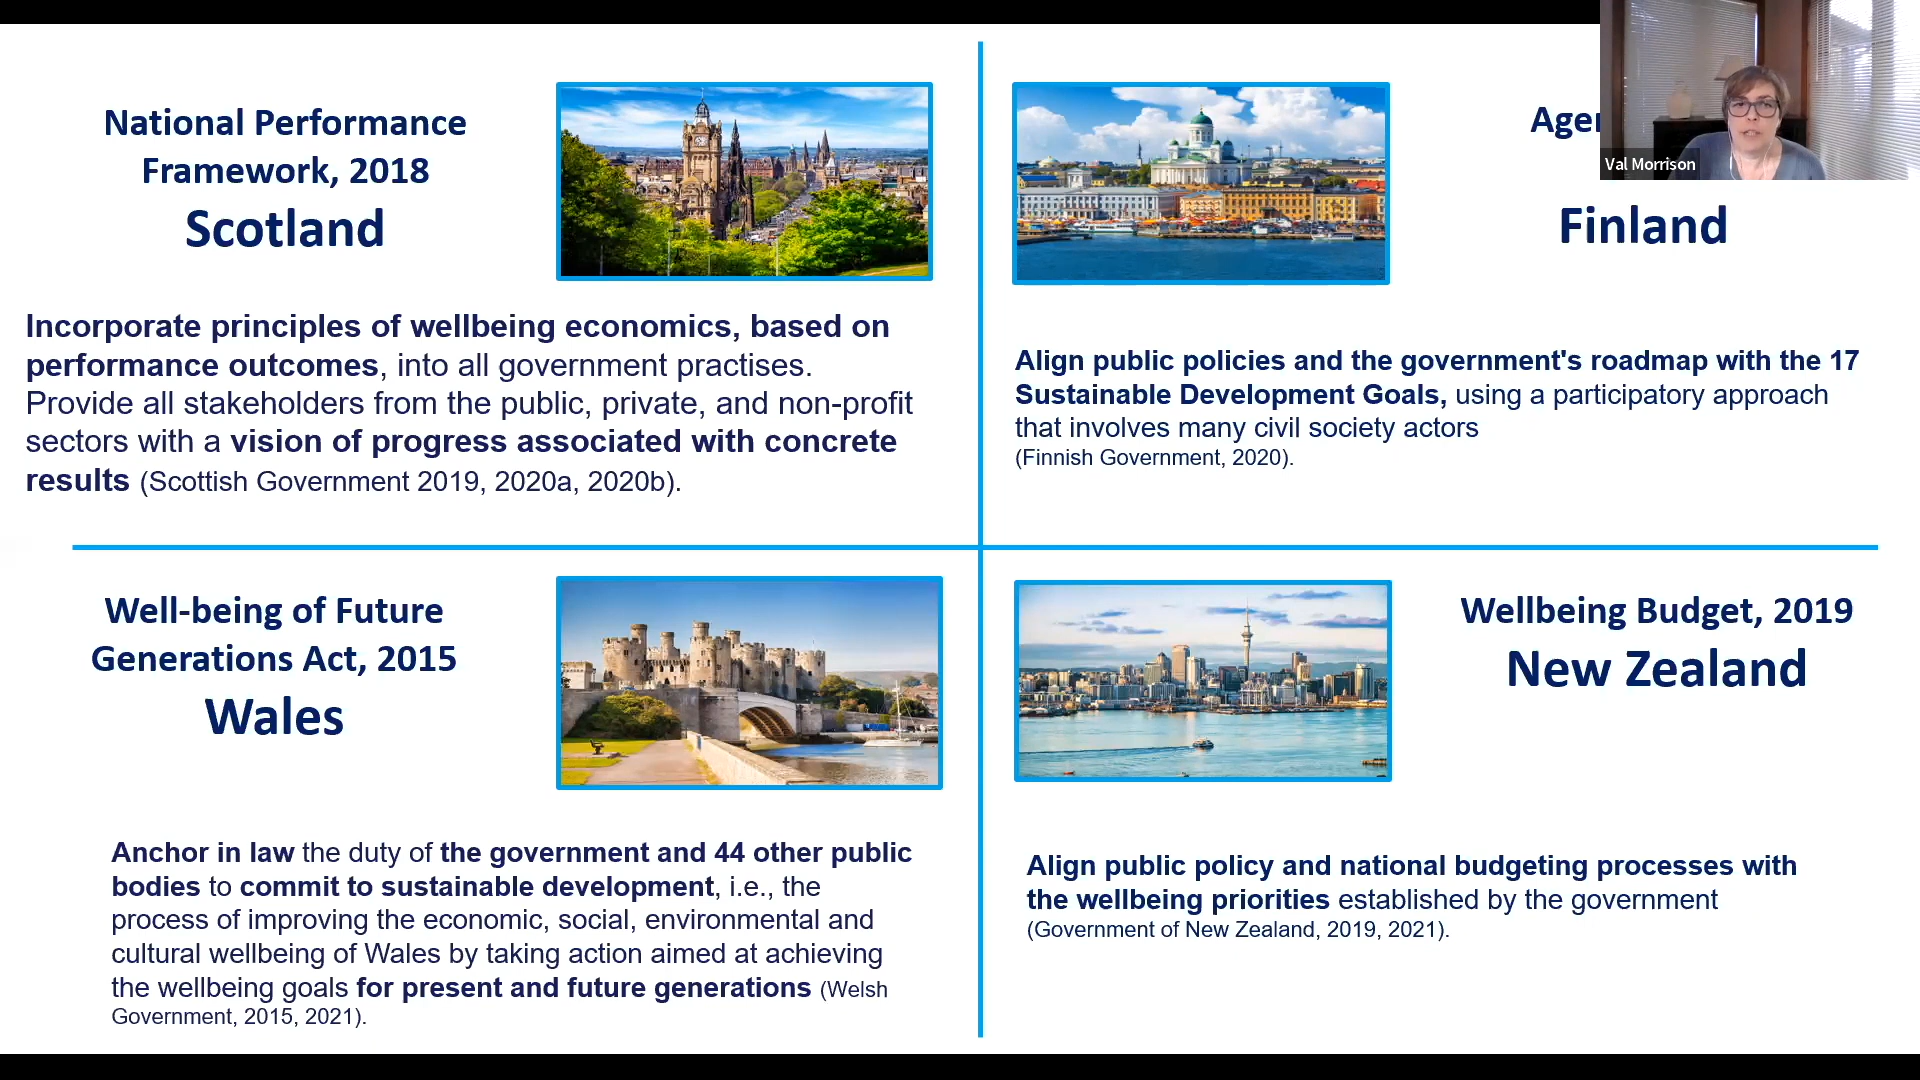 National Performance
Framework, 2018
Scotland
Incorporate principles of wellbeing economics, based on
performance outcomes, into all government practises.
Provide all stakeholders from the public, private, and non-profit
sectors with a vision of progress associated with concrete
results (Scottish Government 2019, 2020a, 2020b).
Val Morrison
Finland
Align public policies and the government's roadmap with the 17
Sustainable Development Goals, using a participatory approach
that involves many civil society actors
(Finnish Government, 2020).
Well-being of Future
Generations Act, 2015
Wales
Anchor in law the duty of the government and 44 other public
bodies to commit to sustainable development, i.e., the
process of improving the economic, social, environmental and
cultural wellbeing of Wales by taking action aimed at achieving
the wellbeing goals for present and future generations (Welsh
Government, 2015, 2021).
Wellbeing Budget, 2019
New Zealand
Align public policy and national budgeting processes with
the wellbeing priorities established by the government
(Government of New Zealand, 2019, 2021).